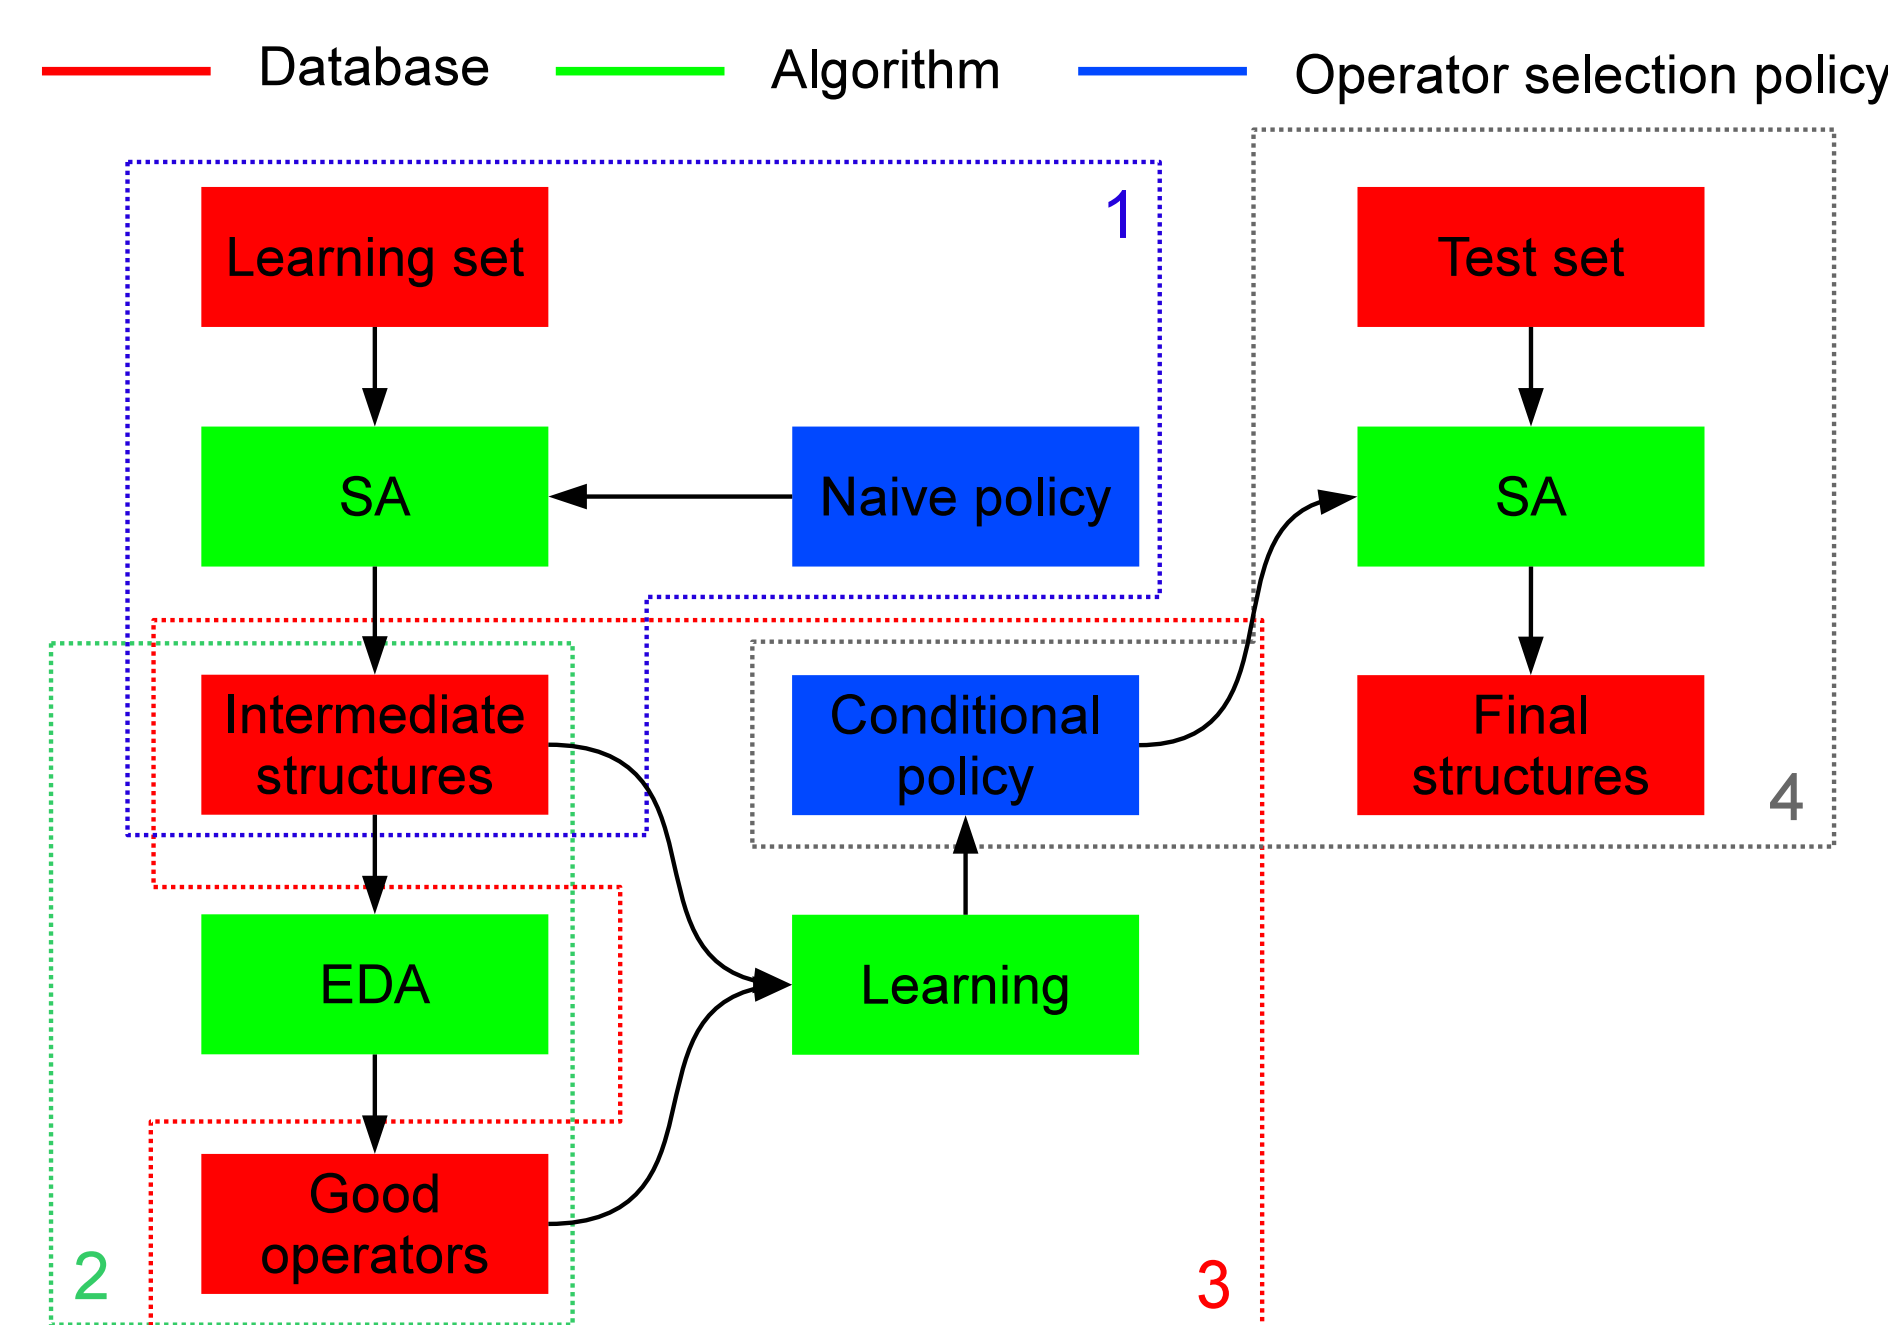 Database
Algorithm
Operator selection policy
1
Learning set
Test set
SA
Naive policy
SA
Intermediate
structures
Conditional
policy
Final
structures
4
EDA
Learning
Good
operators
2
3